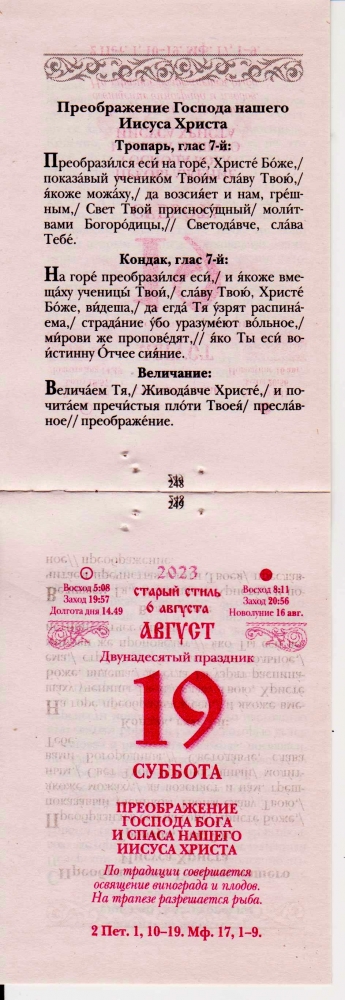 Преображение Господа нашего
Иисуса Христа
Тропарь, глас 7-й:
Преобрази́лся еси́ на горе́, Христе́ Бо́же,/
показа́вый ученико́м Твои́м сла́ву Твою́,/
я́коже можа́ху,/ да возсия́ет и нам, гре́ш-
ным,/ Свет Твой присносу́щный/ моли́т-
вами Богоро́дицы,// Светода́вче, сла́ва
Тебе́.
Кондак, глас 7-й:
На горе́ преобрази́лся еси́,/ и я́коже вме-
ща́ху ученицы́ Твои́,/ сла́ву Твою́, Христе́
Бо́же, ви́деша,/ да егда́ Тя у́зрят распина́-
ема,/ страда́ние у́бо уразуме́ют во́льное,/
ми́рови же пропове́дят,// я́ко Ты еси́ во-
и́стинну О́тчее сия́ние.
Величание:
Велича́ем Тя,/ Живода́вче Христе́,/ и по-
чита́ем пречи́стыя пло́ти Твоея́/ пресла́в-
ное// преображе́ние.
248
249
2023
Восход 5:08
Заход 19:57
Долгота дня 14.49
старый стиль
6 августа
АВГУСТ
Восход 8:11
Заход 20:56
Новолуние 16 авг.
Двунадесятый праздник
19
СУББОТА
ПРЕОБРАЖЕНИЕ
ГОСПОДА БОГА
И СПАСА НАШЕГО
ИИСУСА ХРИСТА
По традиции совершается
освящение винограда и плодов.
На трапезе разрешается рыба.
2 Пет. 1, 10–19. Мф. 17, 1–9.